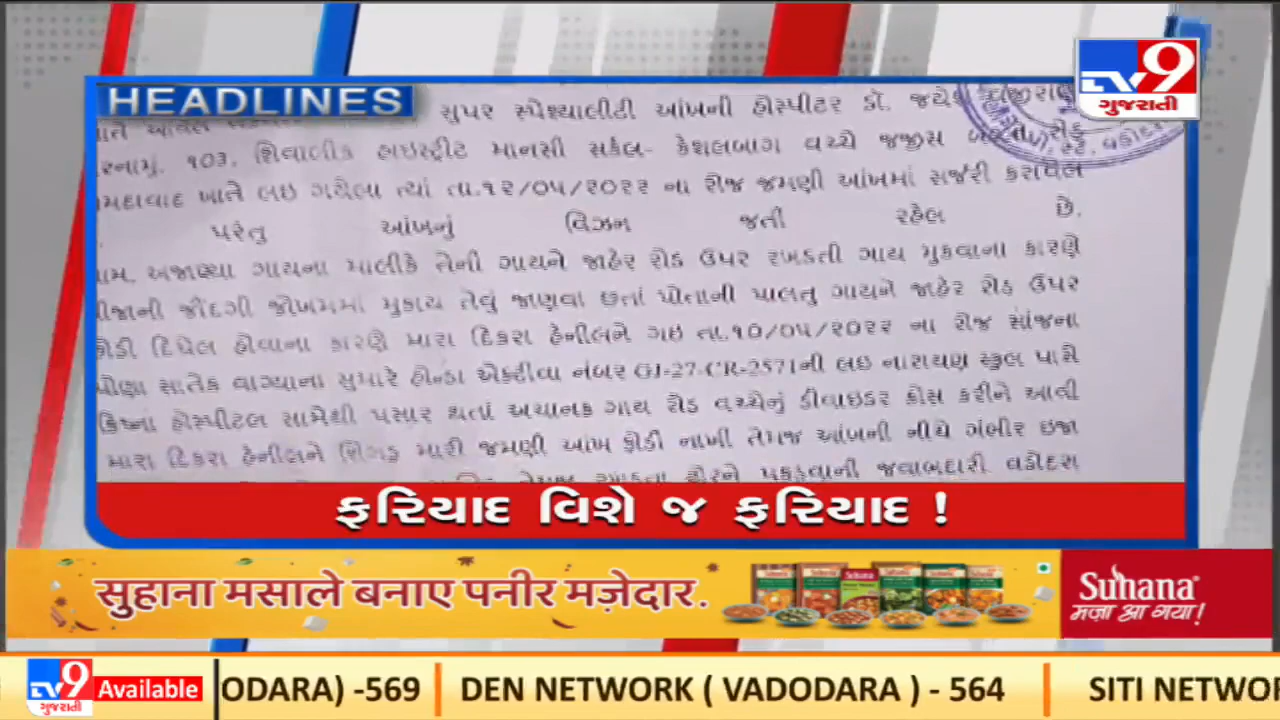 HEADLINES
TV9
ગુજરાતી
સુપર સ્પેશ્યાલીટી આંખની હોસ્પીટર ડૉ. જયેશ
૧૦૩, શિવાલીક હાઇસ્ટ્રીટ માનસી સર્કલ- કેશલબાગ વચ્ચે જજીસ
ખાતે લઇ ગયેલા ત્યાં તા.૧૨/૦૫/૨૦૨૨ ના રોજ જમણી આંખમાં સર્જરી કરાવેલ
પરંતુ આંખનું વિઝન જતી રહેલ છે.
અજાણ્યા ગાયના માલીકે તેની ગાયને જાહેર રોડ ઉપર રખડતી ગાય મુકવાના કારણે
જીંદગી જોખમમાં મુકાય તેવું જાણવા છતાં પોતાની પાલતુ ગાયને જાહેર રોડ ઉપર
દિધેલ હોવાના કારણે મારા દિકરા હેનીલને ગઇ તા.૧૦/૦૫/૨૦૨૨ ના રોજ સાંજના
પોણા સાતેક વાગ્યાના સુમારે હોન્ડા એક્ટીવા નંબર GJ-27-CR-2571ની લઇ નારાયણ સ્કુલ પાસે
હોસ્પીટલ સામેથી પસાર થતાં અચાનક ગાય રોડ વચ્ચેનું ડીવાઇડર ક્રોસ કરીને આવી
મારા દિકરા હેનીલને શિંગડુ મારી જમણી આંખ ફોડી નાખી તેમજ આંખની નીચે ગંભીર ઇજા
પકડવાની જવાબદારી વડોદરા
ફરિયાદ વિશે જ ફરિયાદ !
सुहाना मसाले बनाए पनीर मज़ेदार.
Suhana
मज़ा आ गया!
TV9
ગુજરાતી
Available
ODARA) -569 | DEN NETWORK ( VADODARA ) - 564 | SITI NETWO